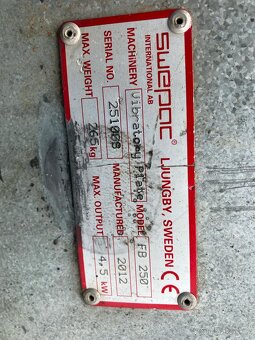 swepac
INTERNATIONAL AB LJUNGBY, SWEDEN CE
MACHINERY Vibratory Plate MODEL FB 250
SERIAL NO. 251008 MANUFACTURED 2012
MAX. WEIGHT 265kg MAX. OUTPUT 4,5 kW